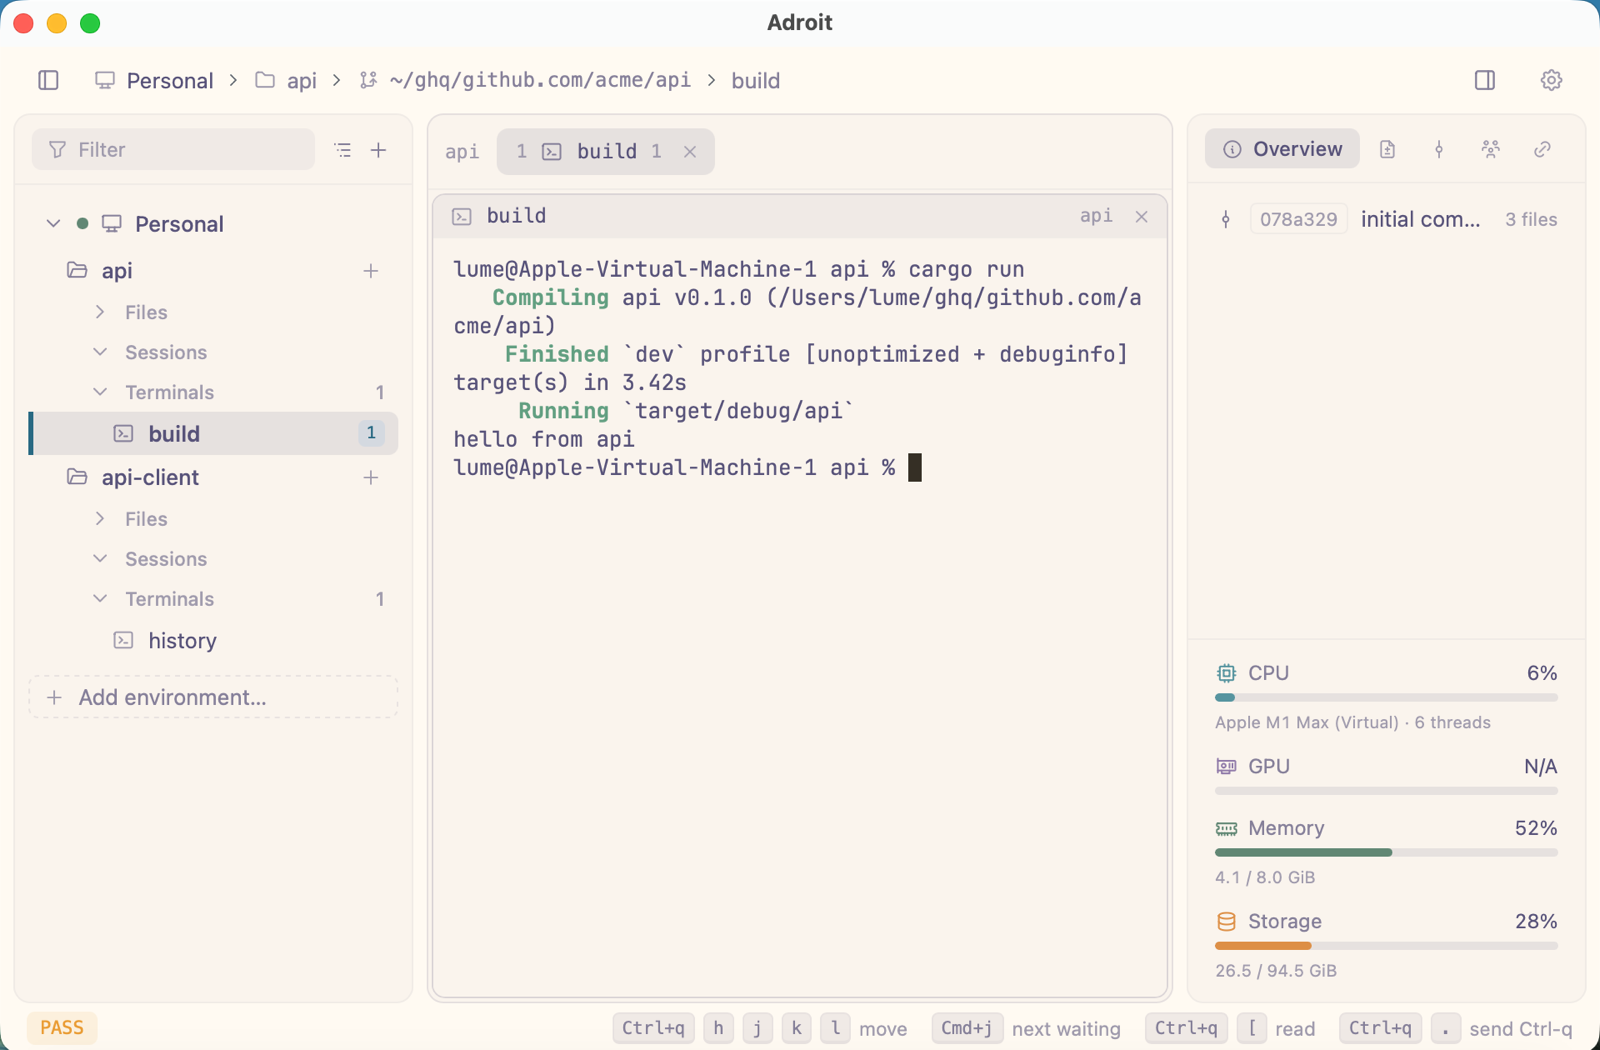 Adroit
Personal > api > ~/ghq/github.com/acme/api > build
Filter
Personal
api
Files
Sessions
Terminals 1
build 1
api-client
Files
Sessions
Terminals 1
history
Add environment...
api 1 build 1
build api
lume@Apple-Virtual-Machine-1 api % cargo run
Compiling api v0.1.0 (/Users/lume/ghq/github.com/a
cme/api)
Finished `dev` profile [unoptimized + debuginfo]
target(s) in 3.42s
Running `target/debug/api`
hello from api
lume@Apple-Virtual-Machine-1 api %
Overview
078a329 initial com... 3 files
CPU 6%
Apple M1 Max (Virtual) · 6 threads
GPU N/A
Memory 52%
4.1 / 8.0 GiB
Storage 28%
26.5 / 94.5 GiB
PASS
Ctrl+q h j k l move Cmd+j next waiting Ctrl+q [ read Ctrl+q . send Ctrl-q